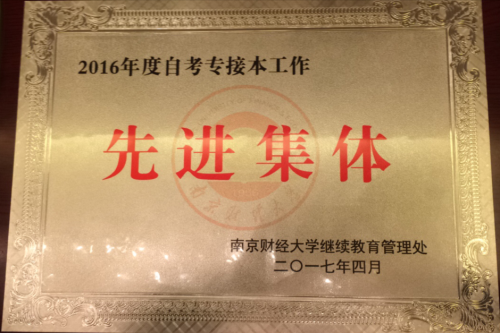 2016年度自考专接本工作
先进集体
南京财经大学继续教育管理处
二〇一七年四月